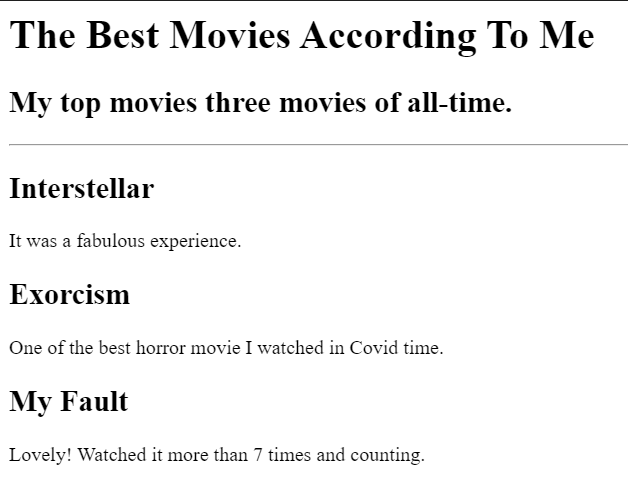 The Best Movies According To Me
My top movies three movies of all-time.
Interstellar
It was a fabulous experience.
Exorcism
One of the best horror movie I watched in Covid time.
My Fault
Lovely! Watched it more than 7 times and counting.